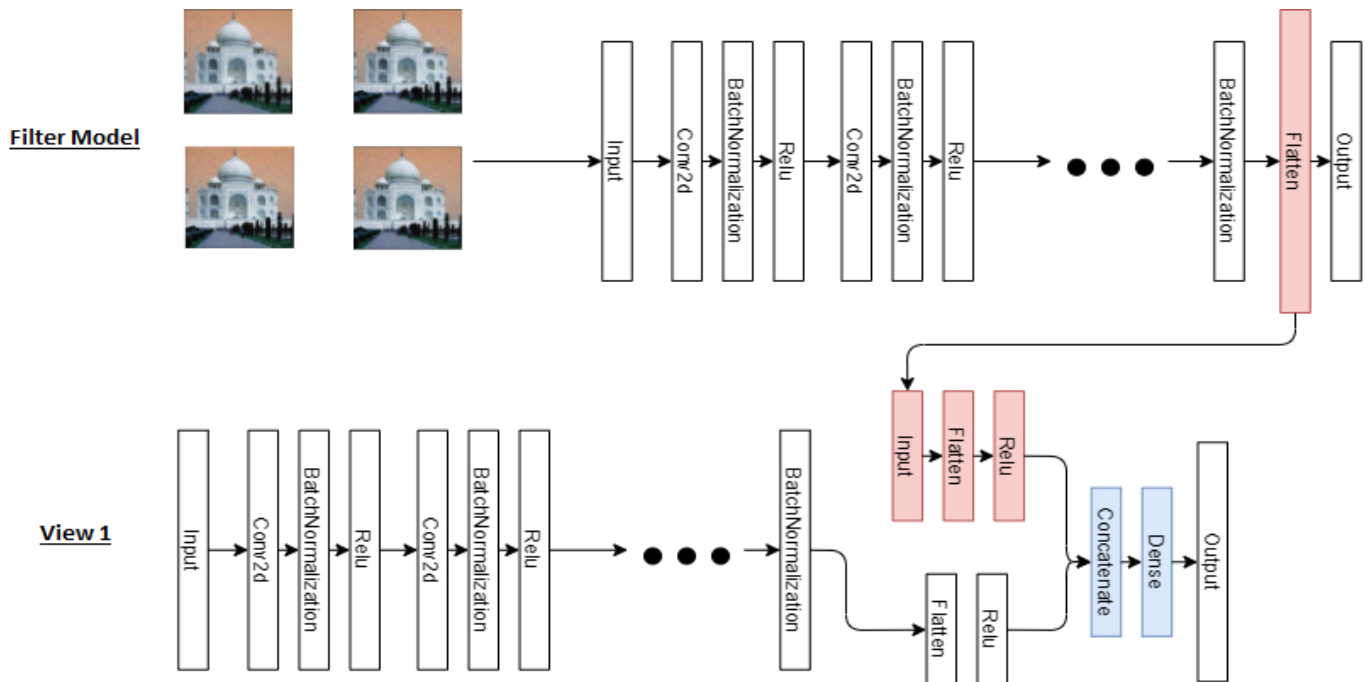 Filter Model
Input
Conv2d
BatchNormalization
Relu
Conv2d
BatchNormalization
Relu
BatchNormalization
Flatten
Output
Input
Flatten
Relu
View 1
Input
Conv2d
BatchNormalization
Relu
Conv2d
BatchNormalization
Relu
BatchNormalization
Flatten
Relu
Concatenate
Dense
Output